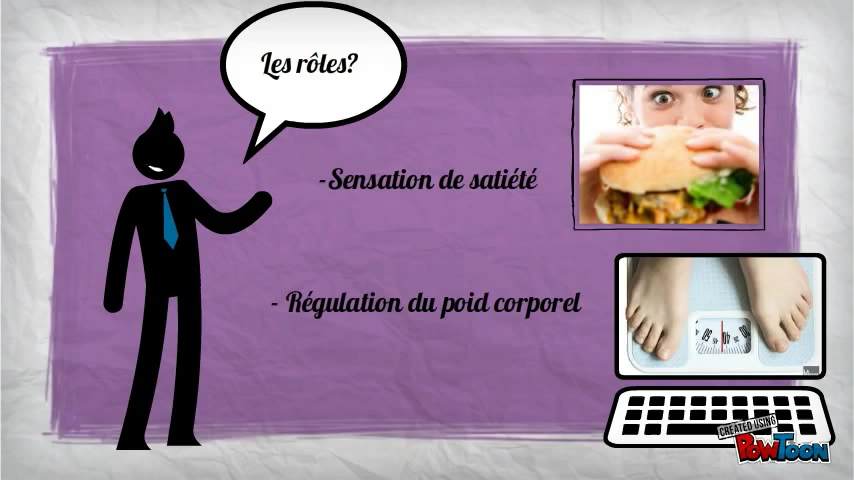 Les rôles?
-Sensation de satiété
- Régulation du poid corporel
CREATED USING
POWTOON